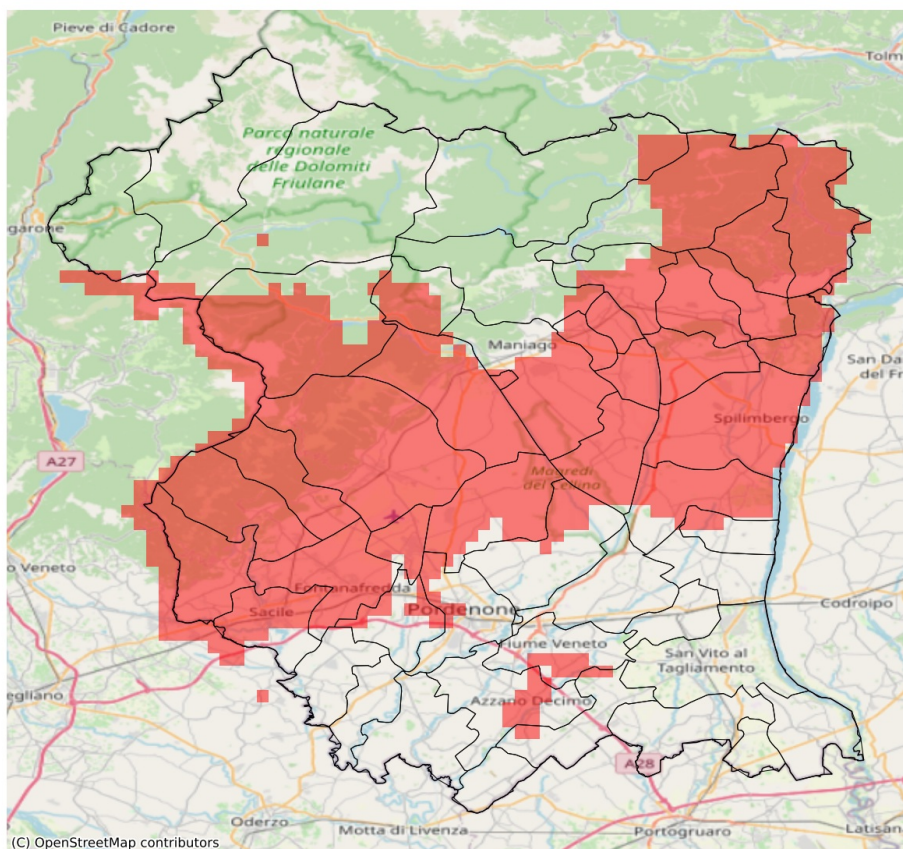 Pieve di Cadore
Tolm
Parco naturale
regionale
delle Dolomiti
Friulane
garone
Maniago
San Da
del Fr
Spilimbergo
A27
Magredi
del Cellina
o Veneto
Fontanafredda
Sacile
Pordenone
Codroipo
Fiume Veneto
San Vito al
Tagliamento
egliano
Azzano Decimo
A28
Oderzo
Motta di Livenza
Portogruaro
Latisan
(C) OpenStreetMap contributors